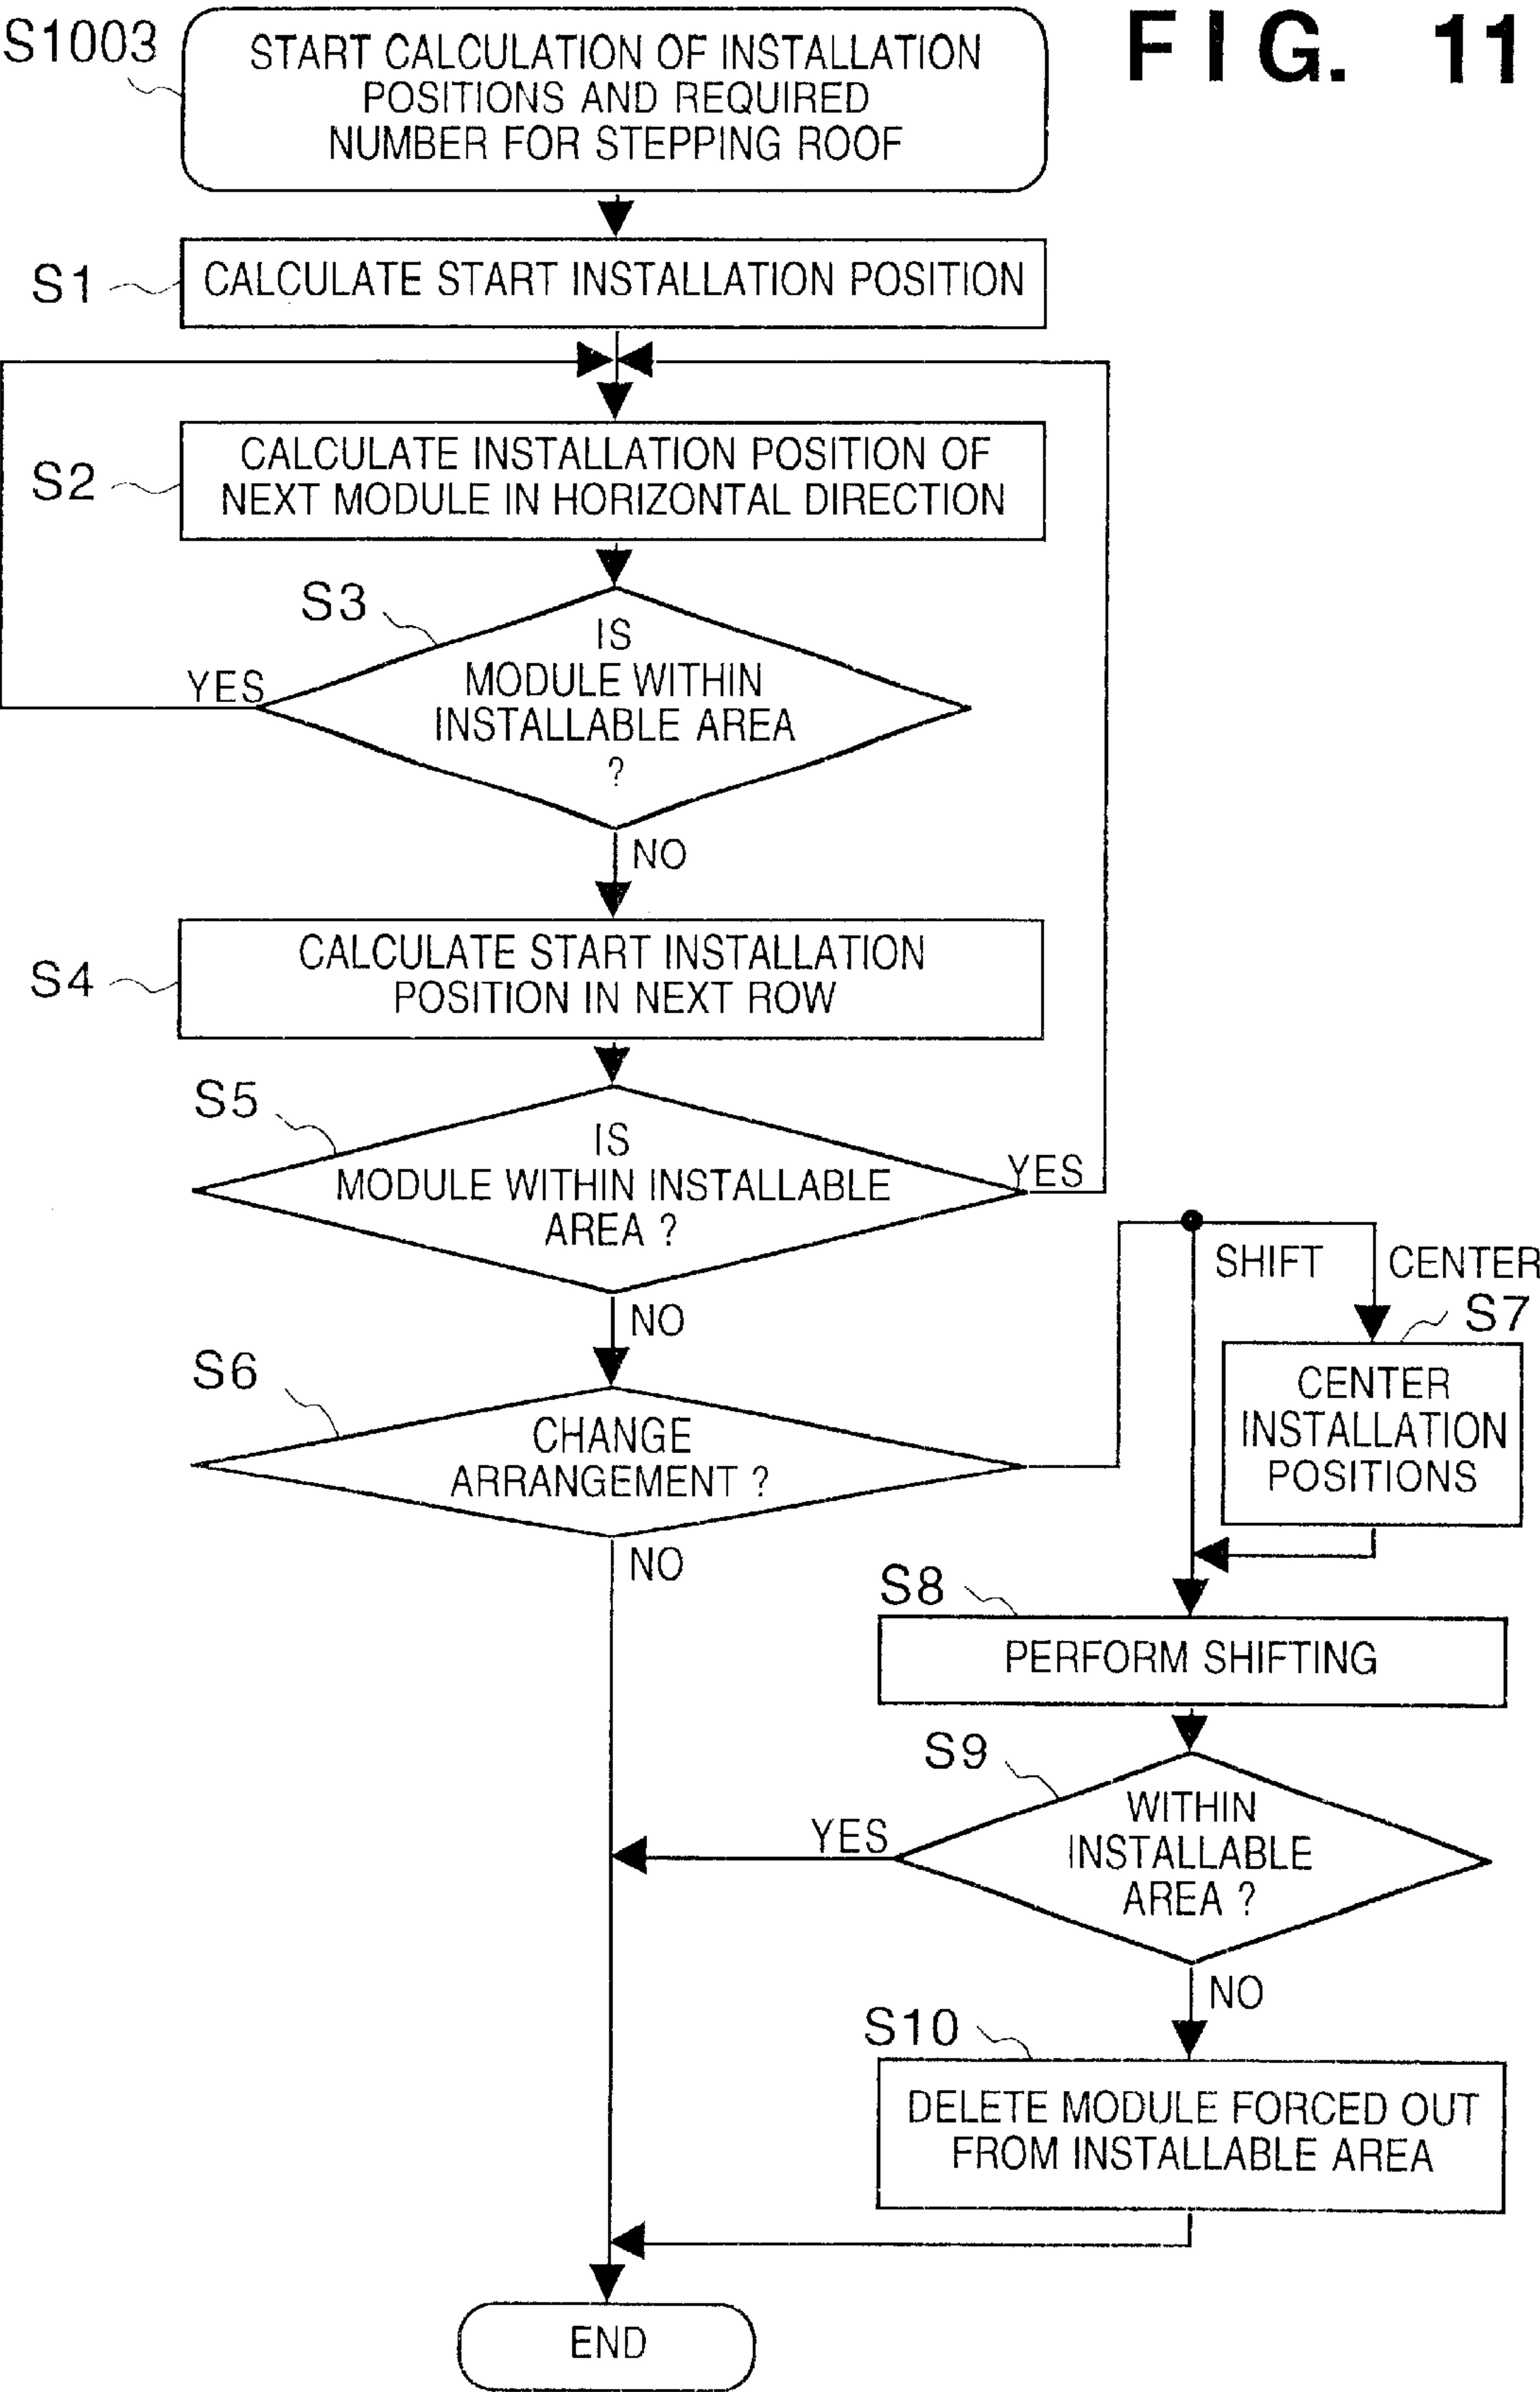 FIG. 11
S1003
START CALCULATION OF INSTALLATION
POSITIONS AND REQUIRED
NUMBER FOR STEPPING ROOF
S1
CALCULATE START INSTALLATION POSITION
S2
CALCULATE INSTALLATION POSITION OF
NEXT MODULE IN HORIZONTAL DIRECTION
S3
IS
MODULE WITHIN
INSTALLABLE AREA
?
YES
NO
S4
CALCULATE START INSTALLATION
POSITION IN NEXT ROW
S5
IS
MODULE WITHIN INSTALLABLE
AREA ?
YES
NO
S6
CHANGE
ARRANGEMENT ?
NO
SHIFT
CENTER
S7
CENTER
INSTALLATION
POSITIONS
S8
PERFORM SHIFTING
S9
WITHIN
INSTALLABLE
AREA ?
YES
NO
S10
DELETE MODULE FORCED OUT
FROM INSTALLABLE AREA
END